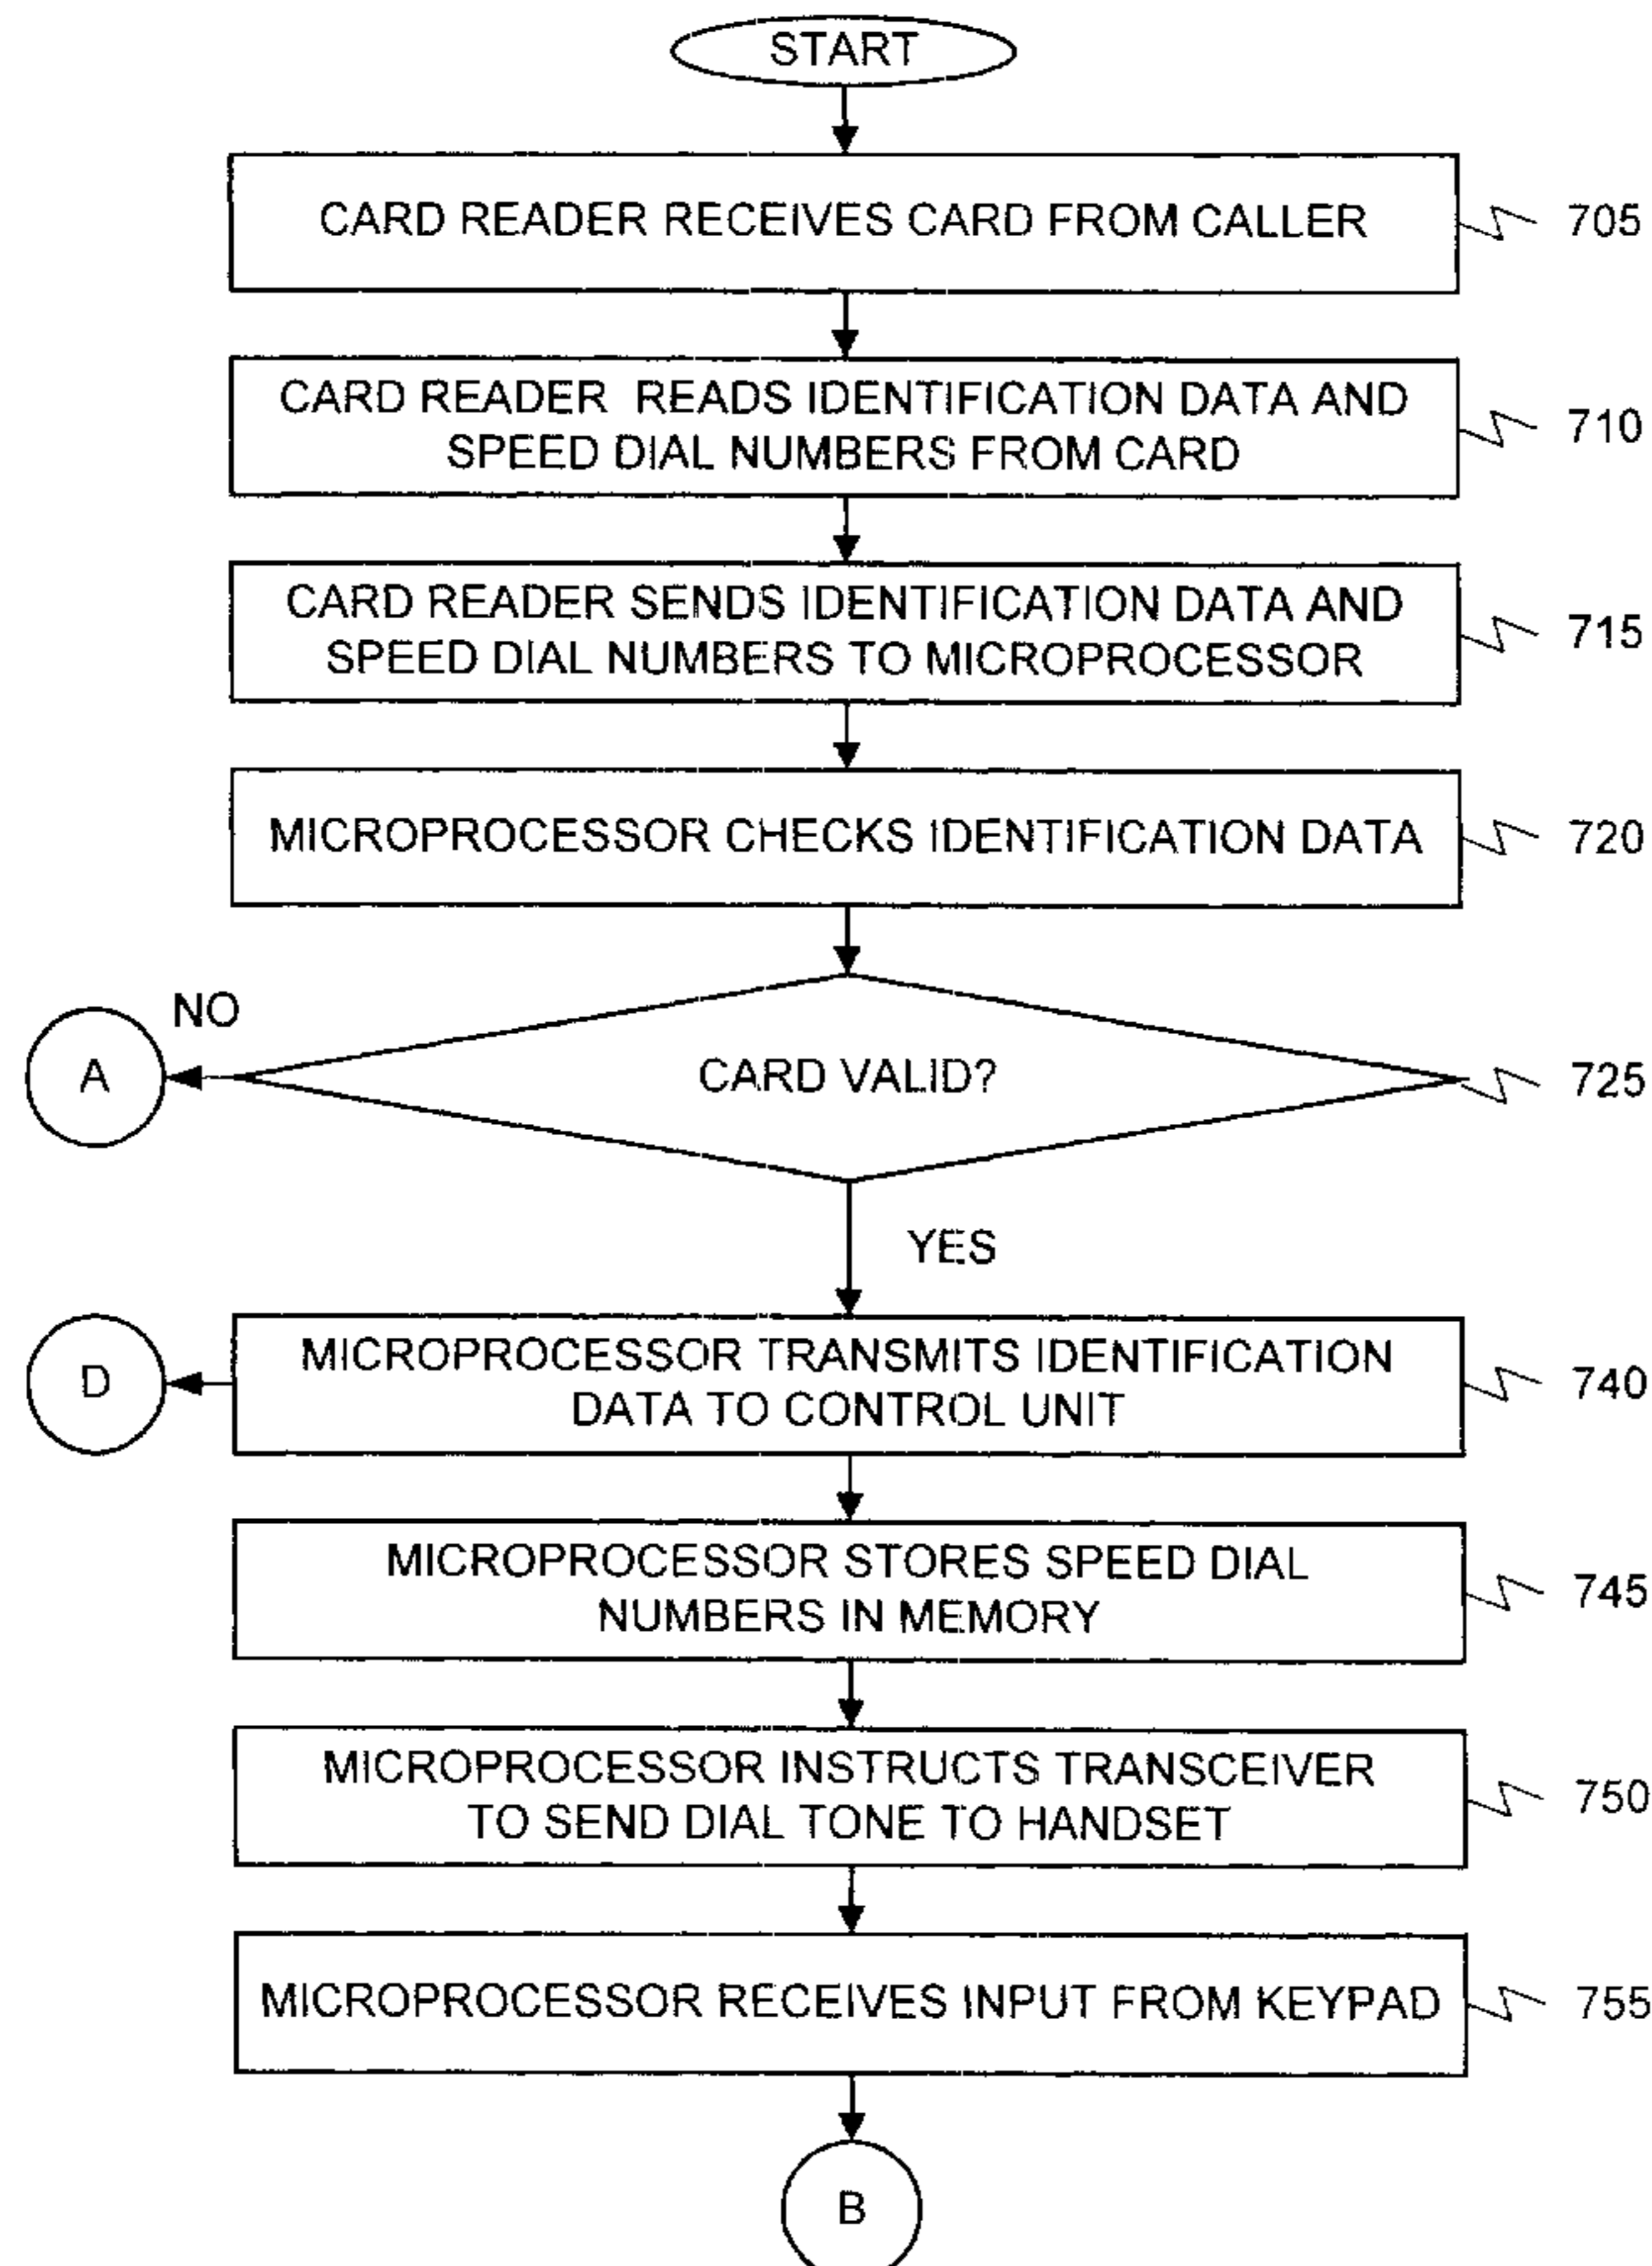 START
CARD READER RECEIVES CARD FROM CALLER
705
CARD READER READS IDENTIFICATION DATA AND
SPEED DIAL NUMBERS FROM CARD
710
CARD READER SENDS IDENTIFICATION DATA AND
SPEED DIAL NUMBERS TO MICROPROCESSOR
715
MICROPROCESSOR CHECKS IDENTIFICATION DATA
720
NO
A
CARD VALID?
725
YES
D
MICROPROCESSOR TRANSMITS IDENTIFICATION
DATA TO CONTROL UNIT
740
MICROPROCESSOR STORES SPEED DIAL
NUMBERS IN MEMORY
745
MICROPROCESSOR INSTRUCTS TRANSCEIVER
TO SEND DIAL TONE TO HANDSET
750
MICROPROCESSOR RECEIVES INPUT FROM KEYPAD
755
B